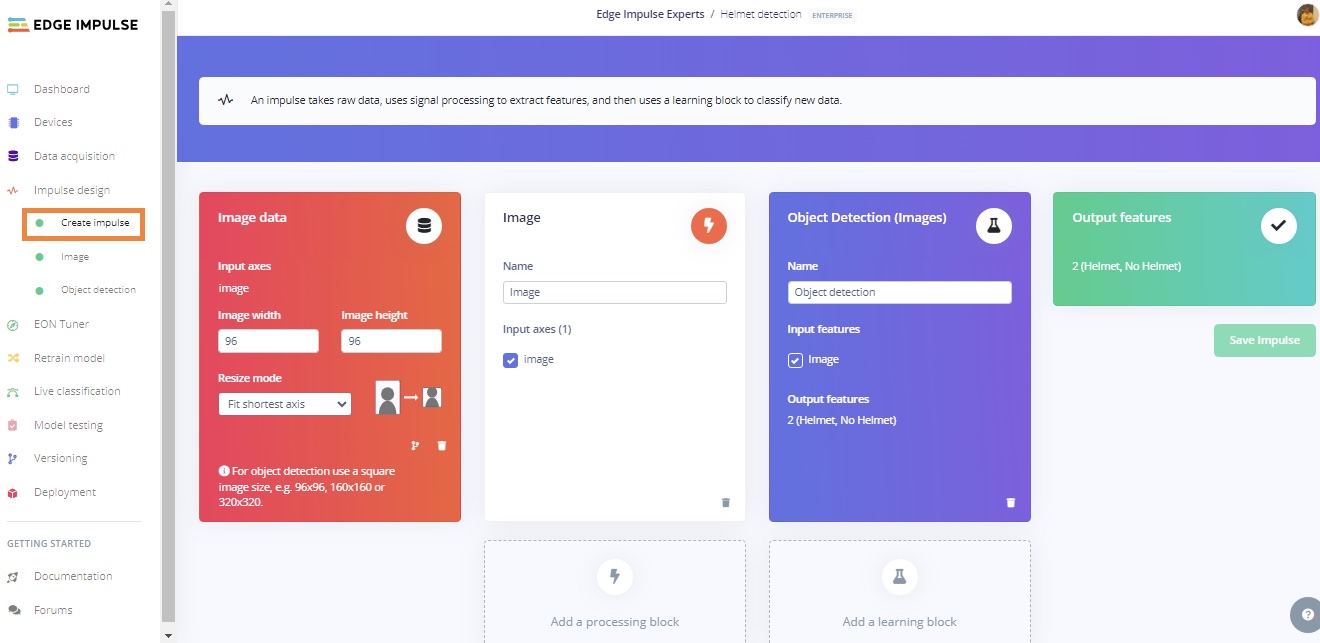 EDGE IMPULSE
Dashboard
Devices
Data acquisition
Impulse design
Create impulse
Image
Object detection
EON Tuner
Retrain model
Live classification
Model testing
Versioning
Deployment
GETTING STARTED
Documentation
Forums
Edge Impulse Experts / Helmet detection ENTERPRISE
An impulse takes raw data, uses signal processing to extract features, and then uses a learning block to classify new data.
Image data
Input axes
image
Image width
Image height
96
96
Resize mode
Fit shortest axis
For object detection use a square
image size, e.g. 96x96, 160x160 or
320x320.
Image
Name
Image
Input axes (1)
image
Add a processing block
Object Detection (Images)
Name
Object detection
Input features
Image
Output features
2 (Helmet, No Helmet)
Add a learning block
Output features
2 (Helmet, No Helmet)
Save Impulse